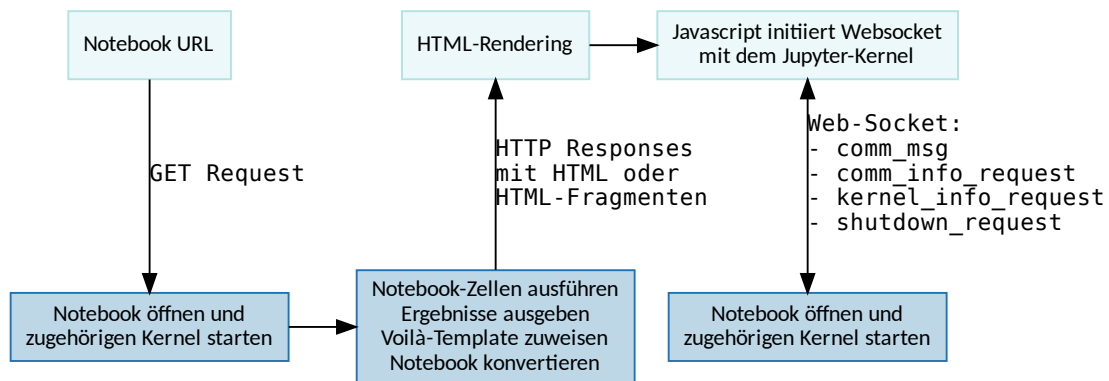 Notebook URL
HTML-Rendering
Javascript initiiert Websocket
mit dem Jupyter-Kernel
GET Request
HTTP Responses
mit HTML oder
HTML-Fragmenten
Web-Socket:
- comm_msg
- comm_info_request
- kernel_info_request
- shutdown_request
Notebook öffnen und
zugehörigen Kernel starten
Notebook-Zellen ausführen
Ergebnisse ausgeben
Voilà-Template zuweisen
Notebook konvertieren
Notebook öffnen und
zugehörigen Kernel starten